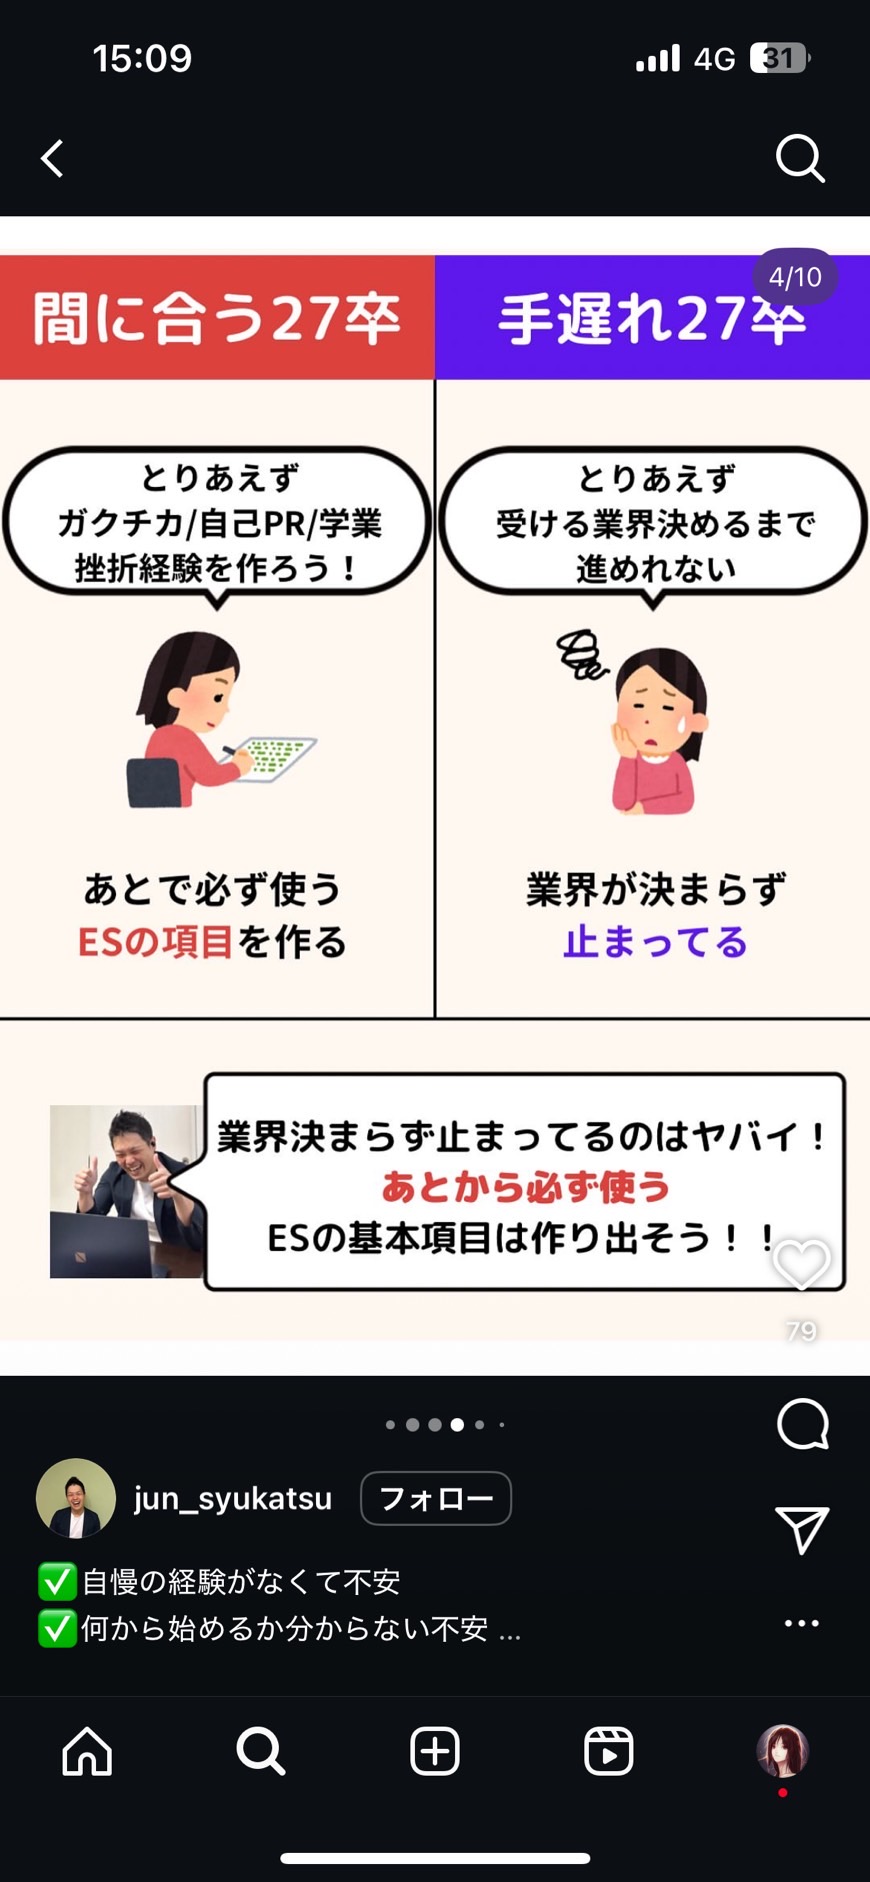 15:09
4G
31
間に合う27卒
手遅れ27卒
4/10
とりあえず
ガクチカ/自己PR/学業
挫折経験を作ろう！
とりあえず
受ける業界決めるまで
進めれない
あとで必ず使う
ESの項目を作る
業界が決まらず
止まってる
業界決まらず止まってるのはヤバイ！
あとから必ず使う
ESの基本項目は作り出そう！！
79
jun_syukatsu
フォロー
✅自慢の経験がなくて不安
✅何から始めるか分からない不安 ...